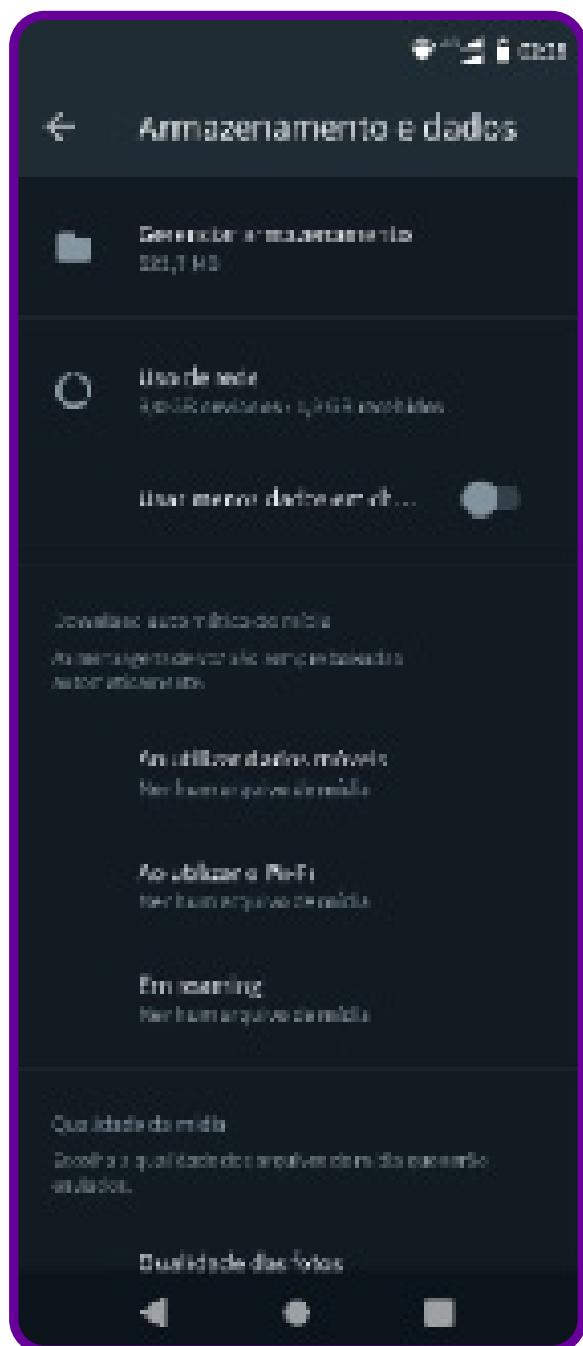 Armazenamento e dados
Gerenciar armazenamento
Uso de rede
Usar menos dados em ch...
Download automático de mídia
As mensagens de voz são sempre baixadas
automaticamente.
Ao utilizar dados móveis
Nenhum arquivo de mídia
Ao utilizar o Wi-Fi
Nenhum arquivo de mídia
Em roaming
Nenhum arquivo de mídia
Qualidade da mídia
Escolha a qualidade dos arquivos de mídia que serão
enviados.
Qualidade das fotos